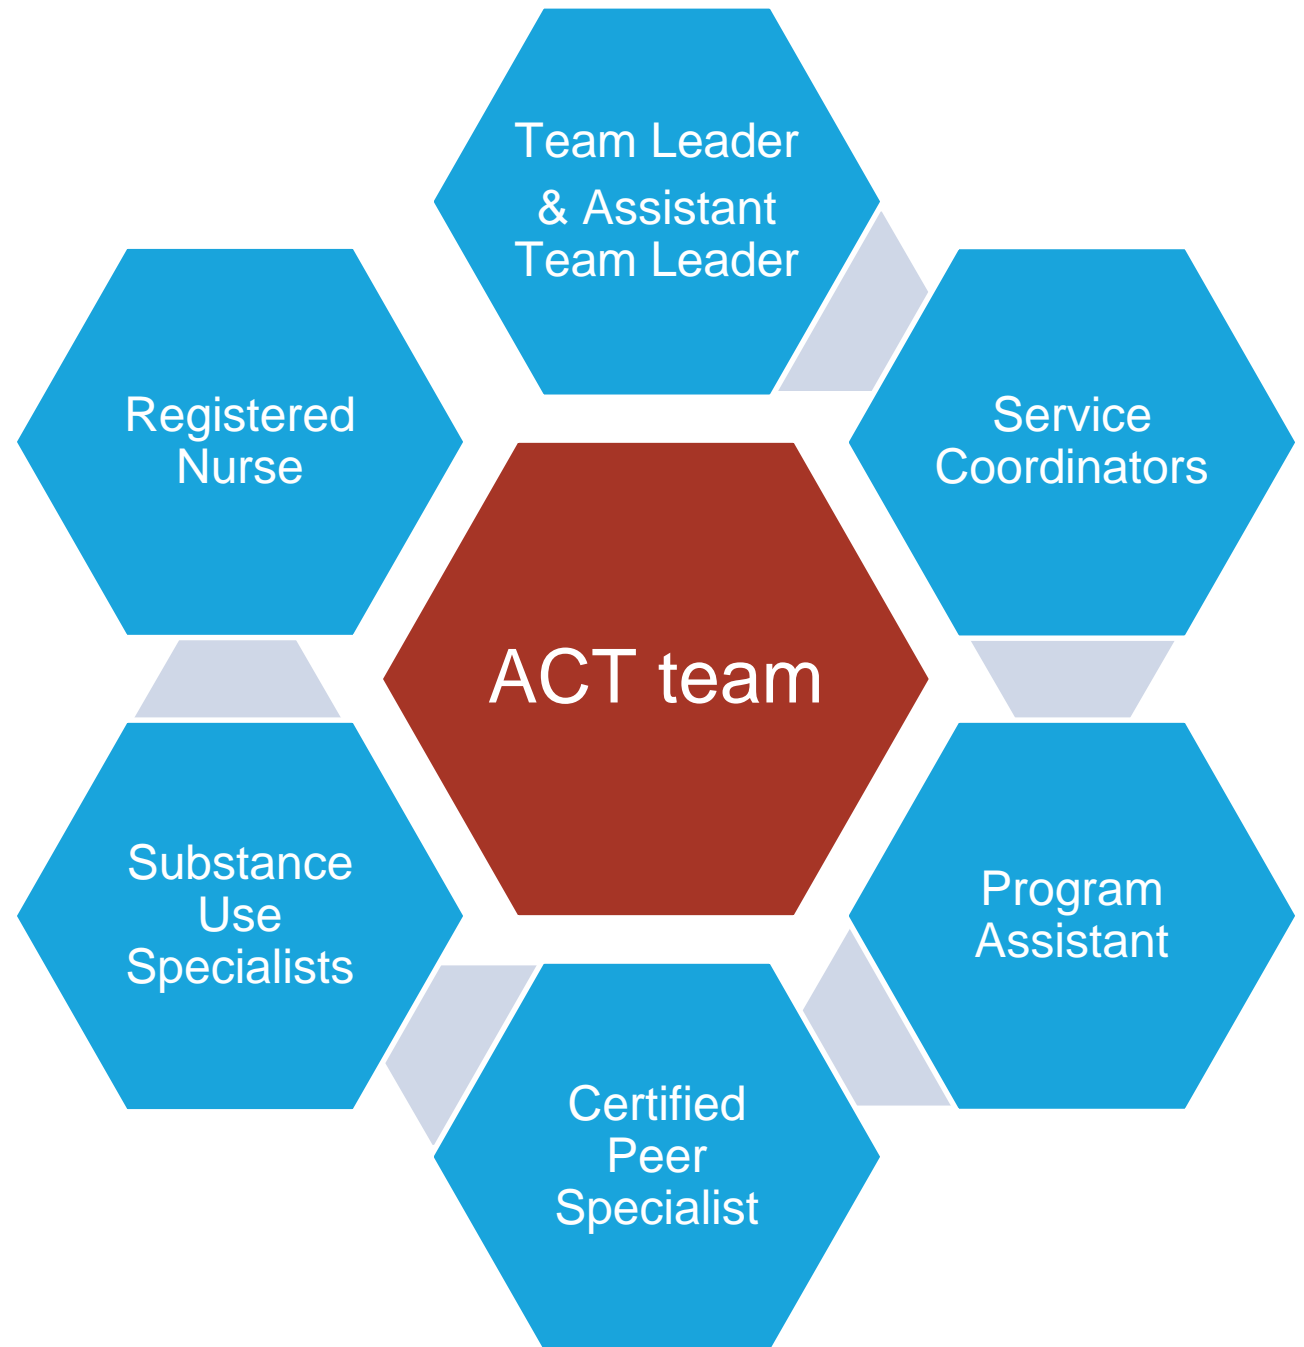 Team Leader
& Assistant
Team Leader
Registered
Nurse
Service
Coordinators
ACT team
Substance
Use
Specialists
Program
Assistant
Certified
Peer
Specialist